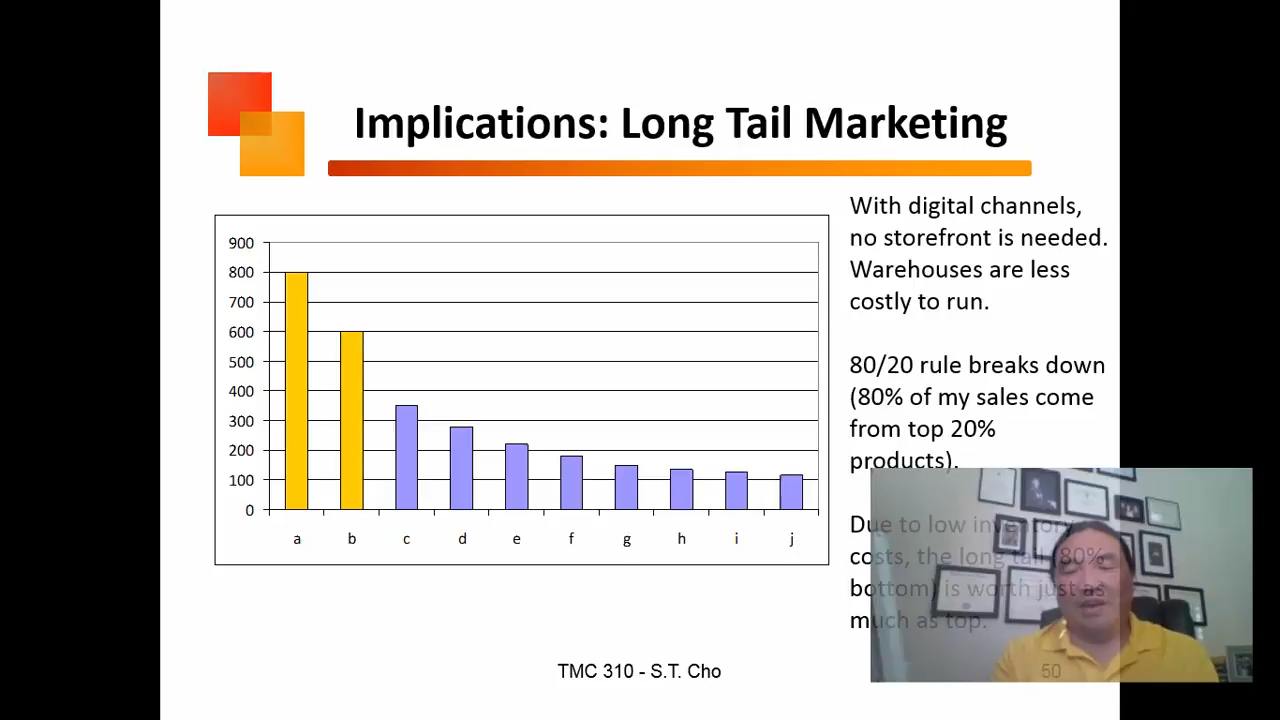 Implications: Long Tail Marketing
With digital channels,
no storefront is needed.
Warehouses are less
costly to run.
80/20 rule breaks down
(80% of my sales come
from top 20%
products).
Due to low inventory
costs, the long tail (80%
bottom) is worth just as
much as top.
900
800
700
600
500
400
300
200
100
0
a b c d e f g h i j
TMC 310 - S.T. Cho
50